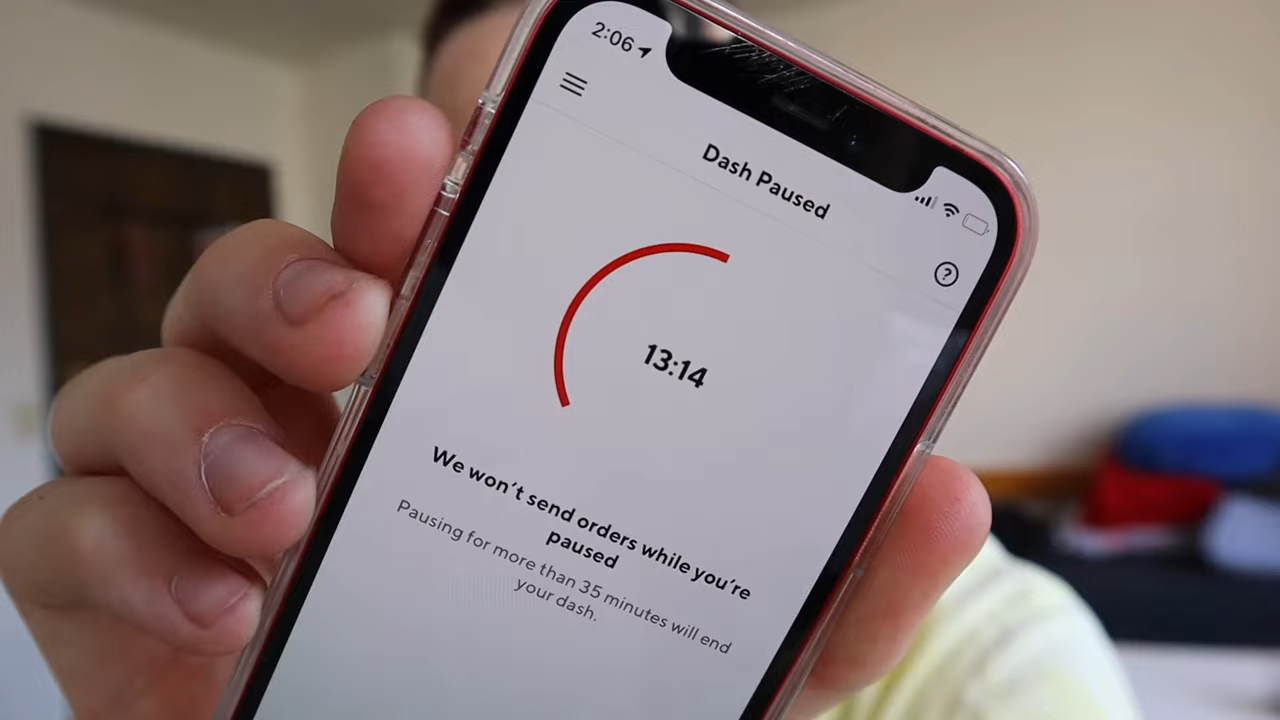 2:06
Dash Paused
?
13:14
We won't send orders while you're
paused
Pausing for more than 35 minutes will end
your dash.